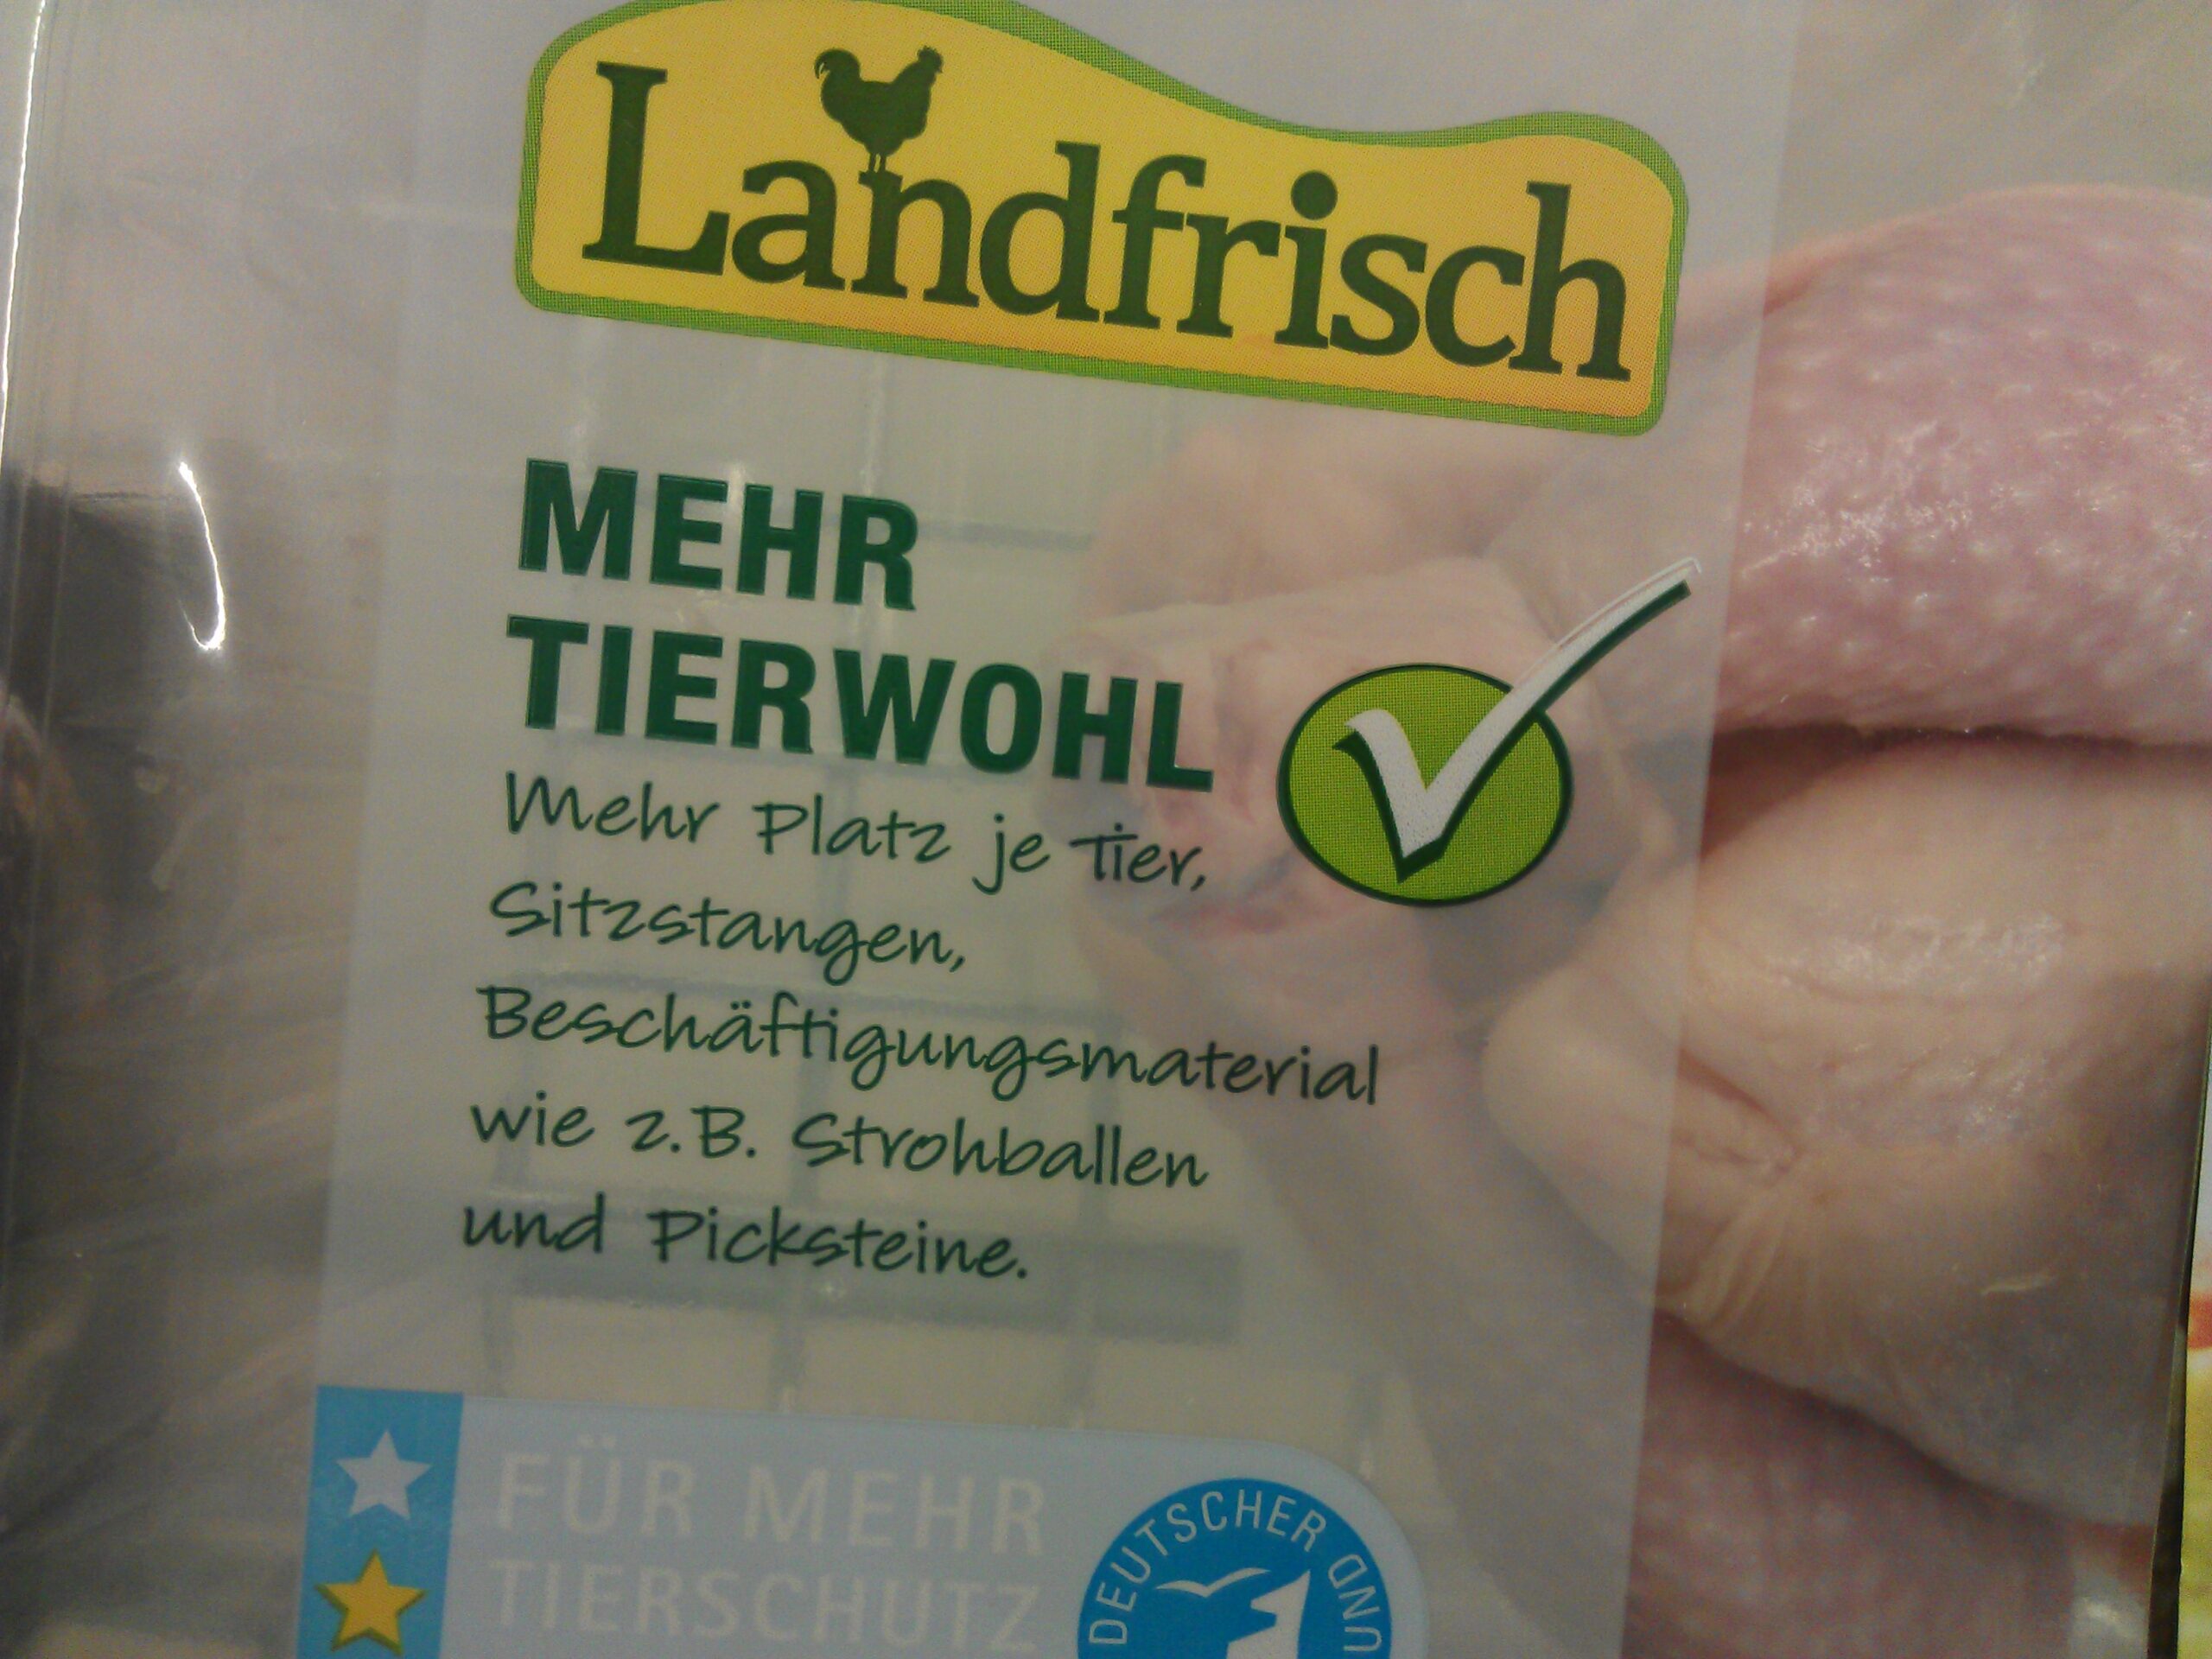 Landfrisch
MEHR
TIERWOHL
Mehr Platz je Tier,
Sitzstangen,
Beschäftigungsmaterial
wie z.B. Strohballen
und Picksteine.
FÜR MEHR
TIERSCHUTZ
DEUTSCHER